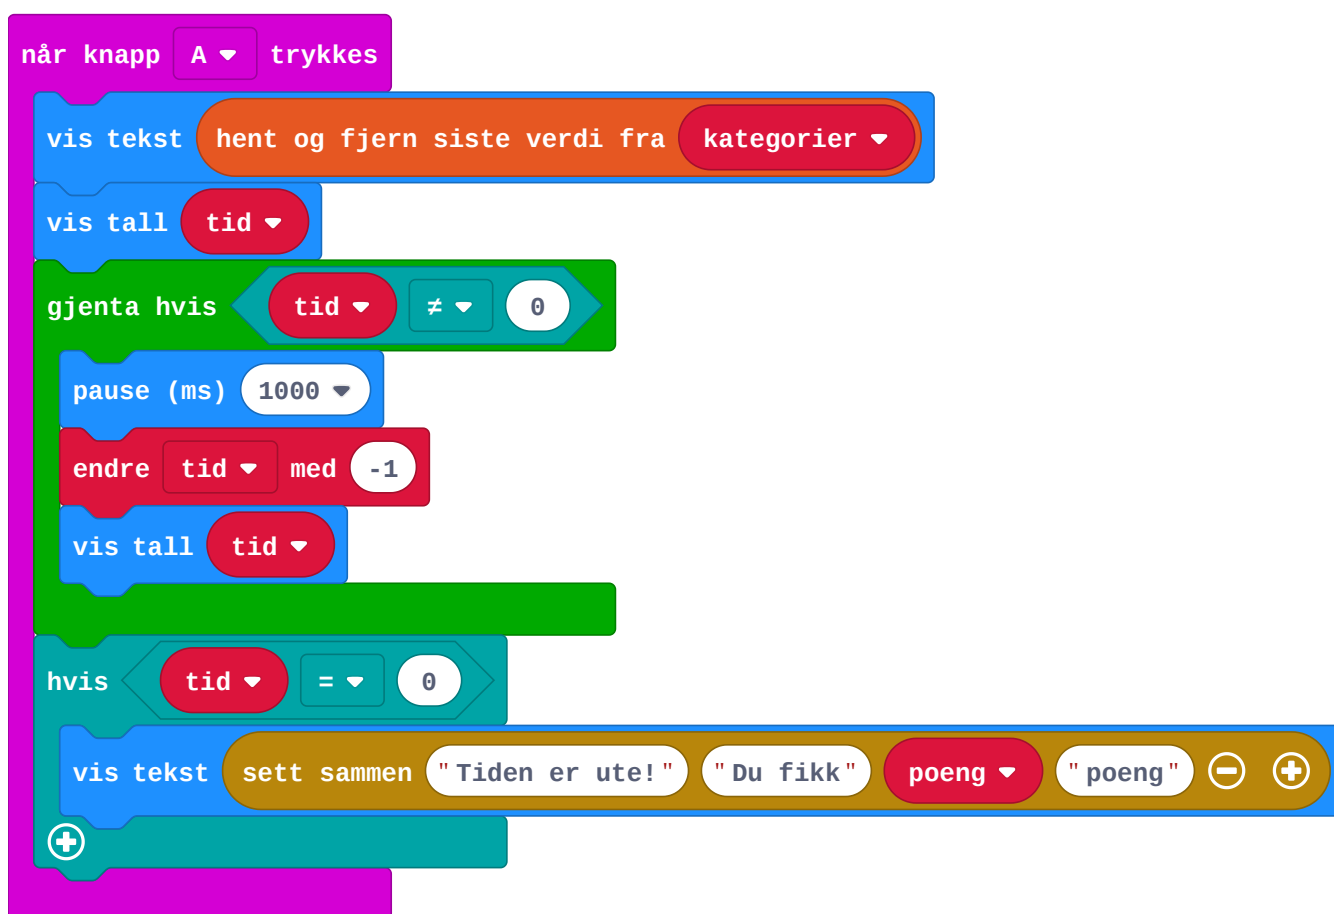 når knapp A trykkes
vis tekst hent og fjern siste verdi fra kategorier
vis tall tid
gjenta hvis tid ≠ 0
pause (ms) 1000
endre tid med -1
vis tall tid
hvis tid = 0
vis tekst sett sammen "Tiden er ute!" "Du fikk" poeng "poeng"